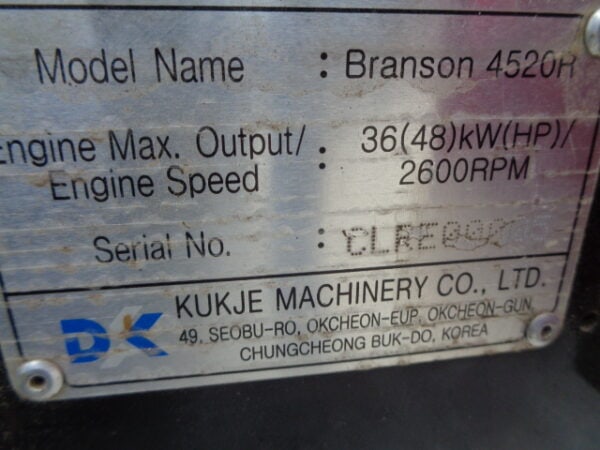 Model Name : Branson 4520R
Engine Max. Output/ : 36(48)kW(HP)/
Engine Speed 2600RPM
Serial No. :
DK KUKJE MACHINERY CO., LTD.
49, SEOBU-RO, OKCHEON-EUP, OKCHEON-GUN,
CHUNGCHEONG BUK-DO, KOREA